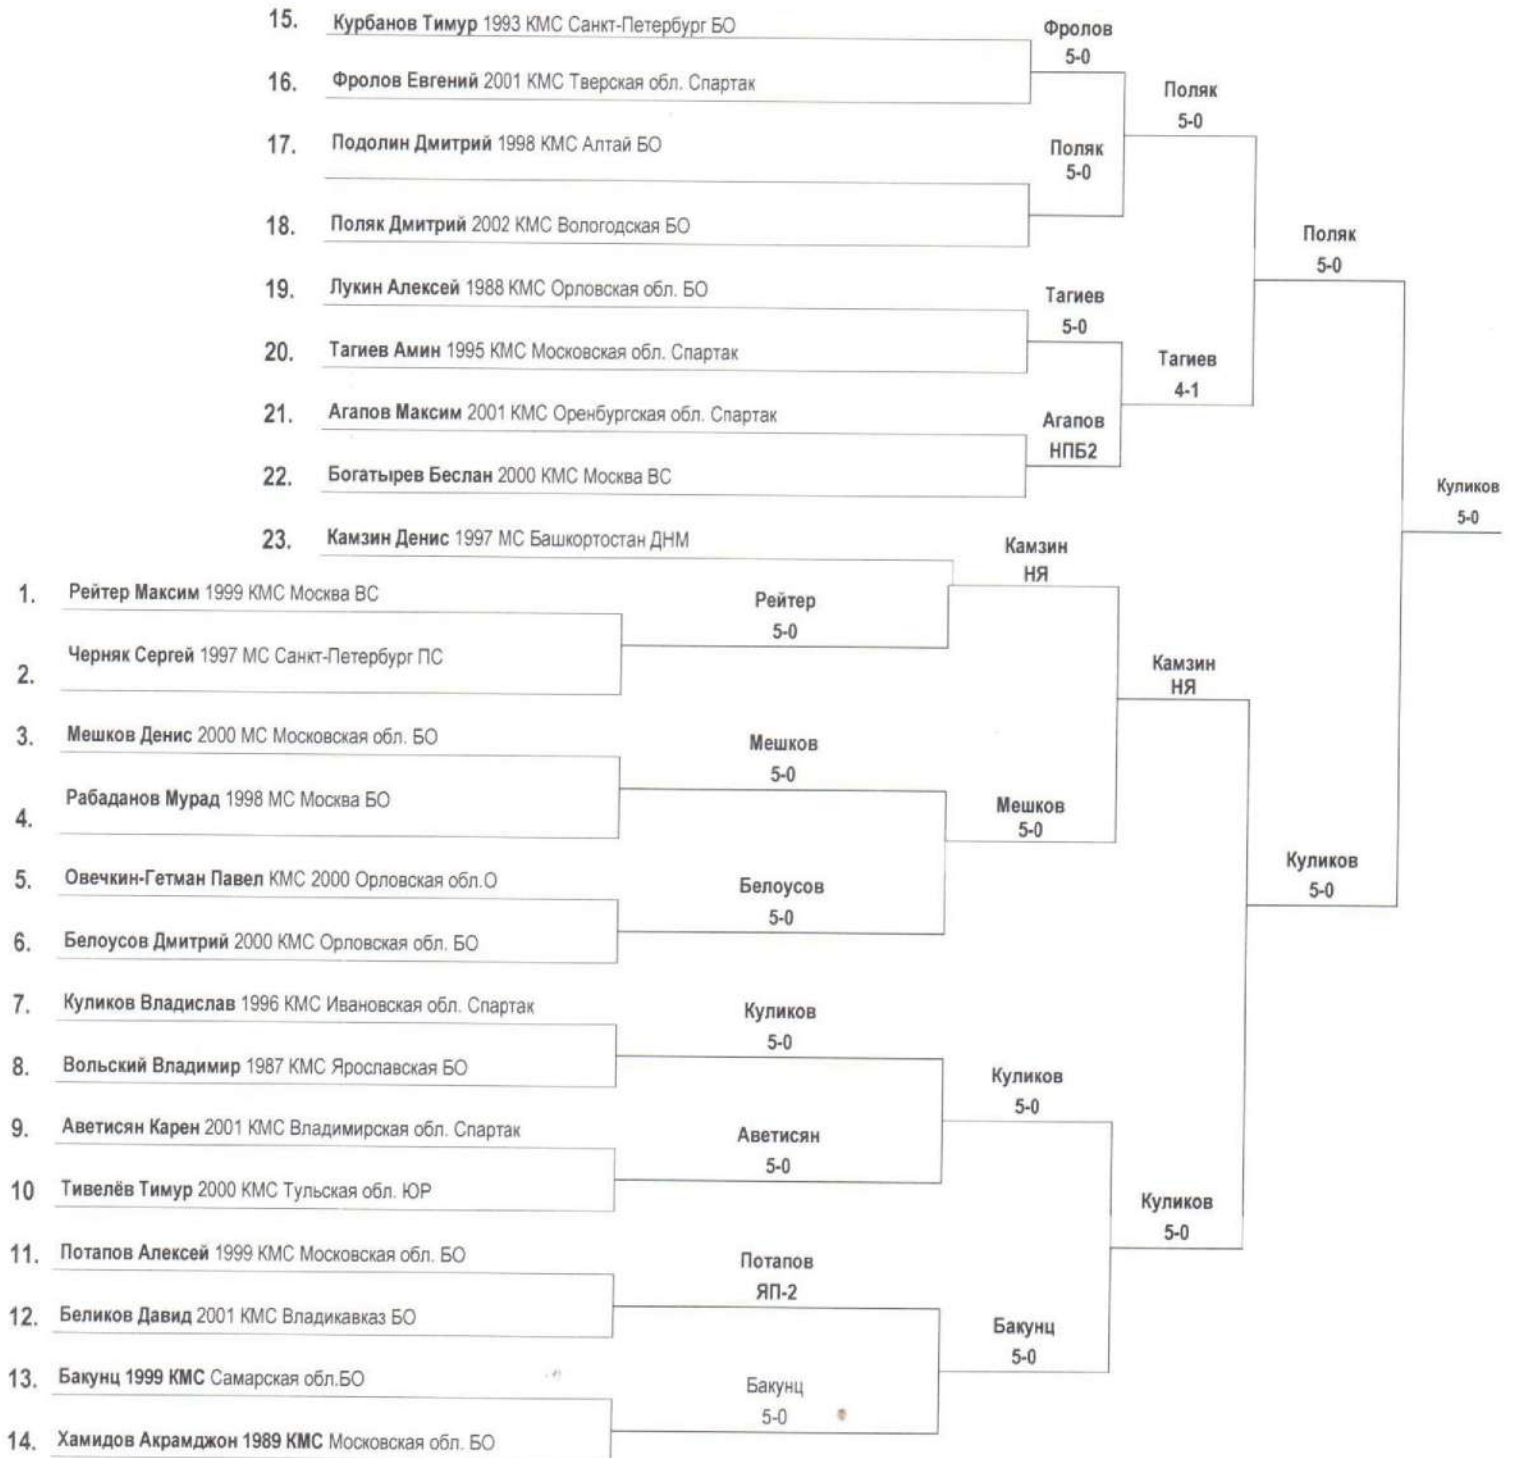 15. Курбанов Тимур 1993 КМС Санкт-Петербург БО
Фролов
5-0
16. Фролов Евгений 2001 КМС Тверская обл. Спартак
Поляк
5-0
17. Подолин Дмитрий 1998 КМС Алтай БО
Поляк
5-0
18. Поляк Дмитрий 2002 КМС Вологодская БО
Поляк
5-0
19. Лукин Алексей 1988 КМС Орловская обл. БО
Тагиев
5-0
20. Тагиев Амин 1995 КМС Московская обл. Спартак
Тагиев
4-1
21. Агапов Максим 2001 КМС Оренбургская обл. Спартак
Агапов
НПБ2
22. Богатырев Беслан 2000 КМС Москва ВС
Куликов
5-0
23. Камзин Денис 1997 МС Башкортостан ДНМ
Камзин
НЯ
1. Рейтер Максим 1999 КМС Москва ВС
Рейтер
5-0
2. Черняк Сергей 1997 МС Санкт-Петербург ПС
Камзин
НЯ
3. Мешков Денис 2000 МС Московская обл. БО
Мешков
5-0
4. Рабаданов Мурад 1998 МС Москва БО
Мешков
5-0
5. Овечкин-Гетман Павел КМС 2000 Орловская обл.О
Белоусов
5-0
Куликов
5-0
6. Белоусов Дмитрий 2000 КМС Орловская обл. БО
7. Куликов Владислав 1996 КМС Ивановская обл. Спартак
Куликов
5-0
8. Вольский Владимир 1987 КМС Ярославская БО
Куликов
5-0
9. Аветисян Карен 2001 КМС Владимирская обл. Спартак
Аветисян
5-0
10 Тивелёв Тимур 2000 КМС Тульская обл. ЮР
Куликов
5-0
11. Потапов Алексей 1999 КМС Московская обл. БО
Потапов
ЯП-2
12. Беликов Давид 2001 КМС Владикавказ БО
Бакунц
5-0
13. Бакунц 1999 КМС Самарская обл.БО
Бакунц
5-0
14. Хамидов Акрамджон 1989 КМС Московская обл. БО